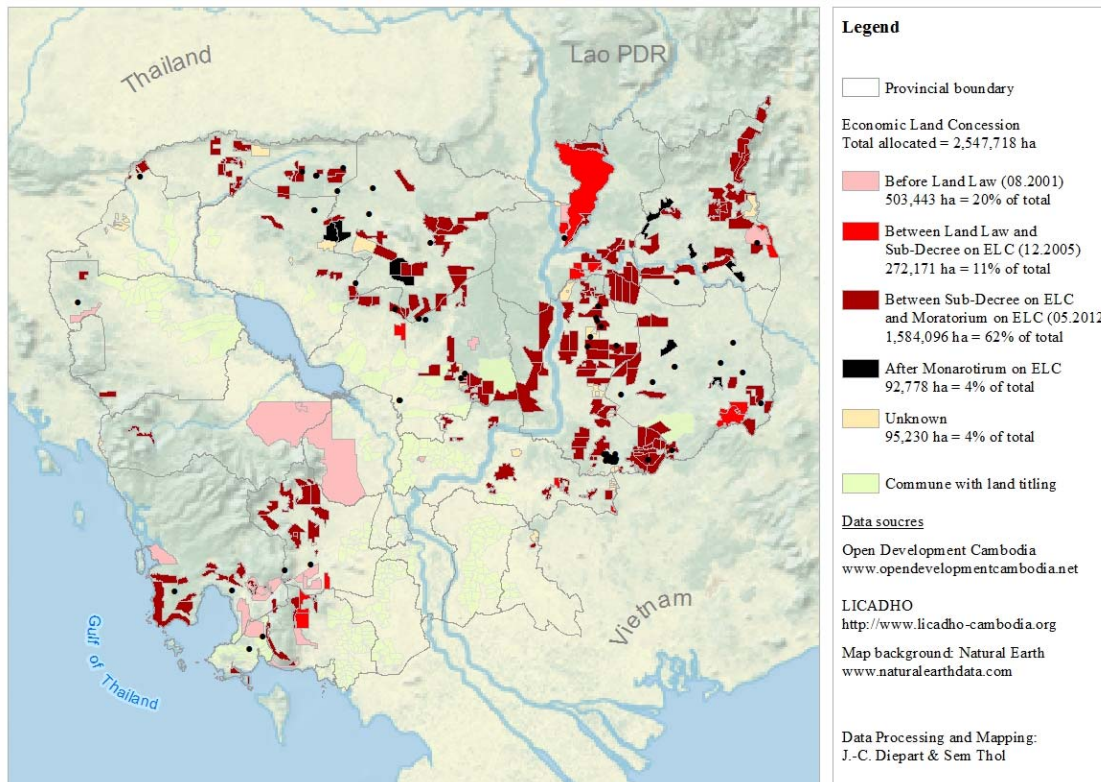 Thailand
Lao PDR
Vietnam
Gulf of Thailand
Legend
Provincial boundary
Economic Land Concession
Total allocated = 2,547,718 ha
Before Land Law (08.2001)
503,443 ha = 20% of total
Between Land Law and
Sub-Decree on ELC (12.2005)
272,171 ha = 11% of total
Between Sub-Decree on ELC
and Moratorium on ELC (05.2012
1,584,096 ha = 62% of total
After Monarotirum on ELC
92,778 ha = 4% of total
Unknown
95,230 ha = 4% of total
Commune with land titling
Data soucres
Open Development Cambodia
www.opendevelopmentcambodia.net
LICADHO
http://www.licadho-cambodia.org
Map background: Natural Earth
www.naturalearthdata.com
Data Processing and Mapping:
J.-C. Diepart & Sem Thol